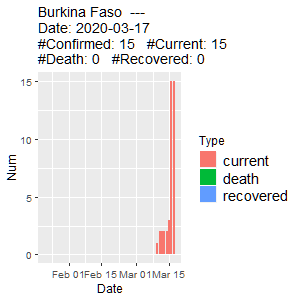 Burkina Faso  ---
Date: 2020-03-17
#Confirmed: 15   #Current: 15
#Death: 0   #Recovered: 0
15
10
5
0
Num
Feb 01 Feb 15 Mar 01 Mar 15
Date
Type
current
death
recovered